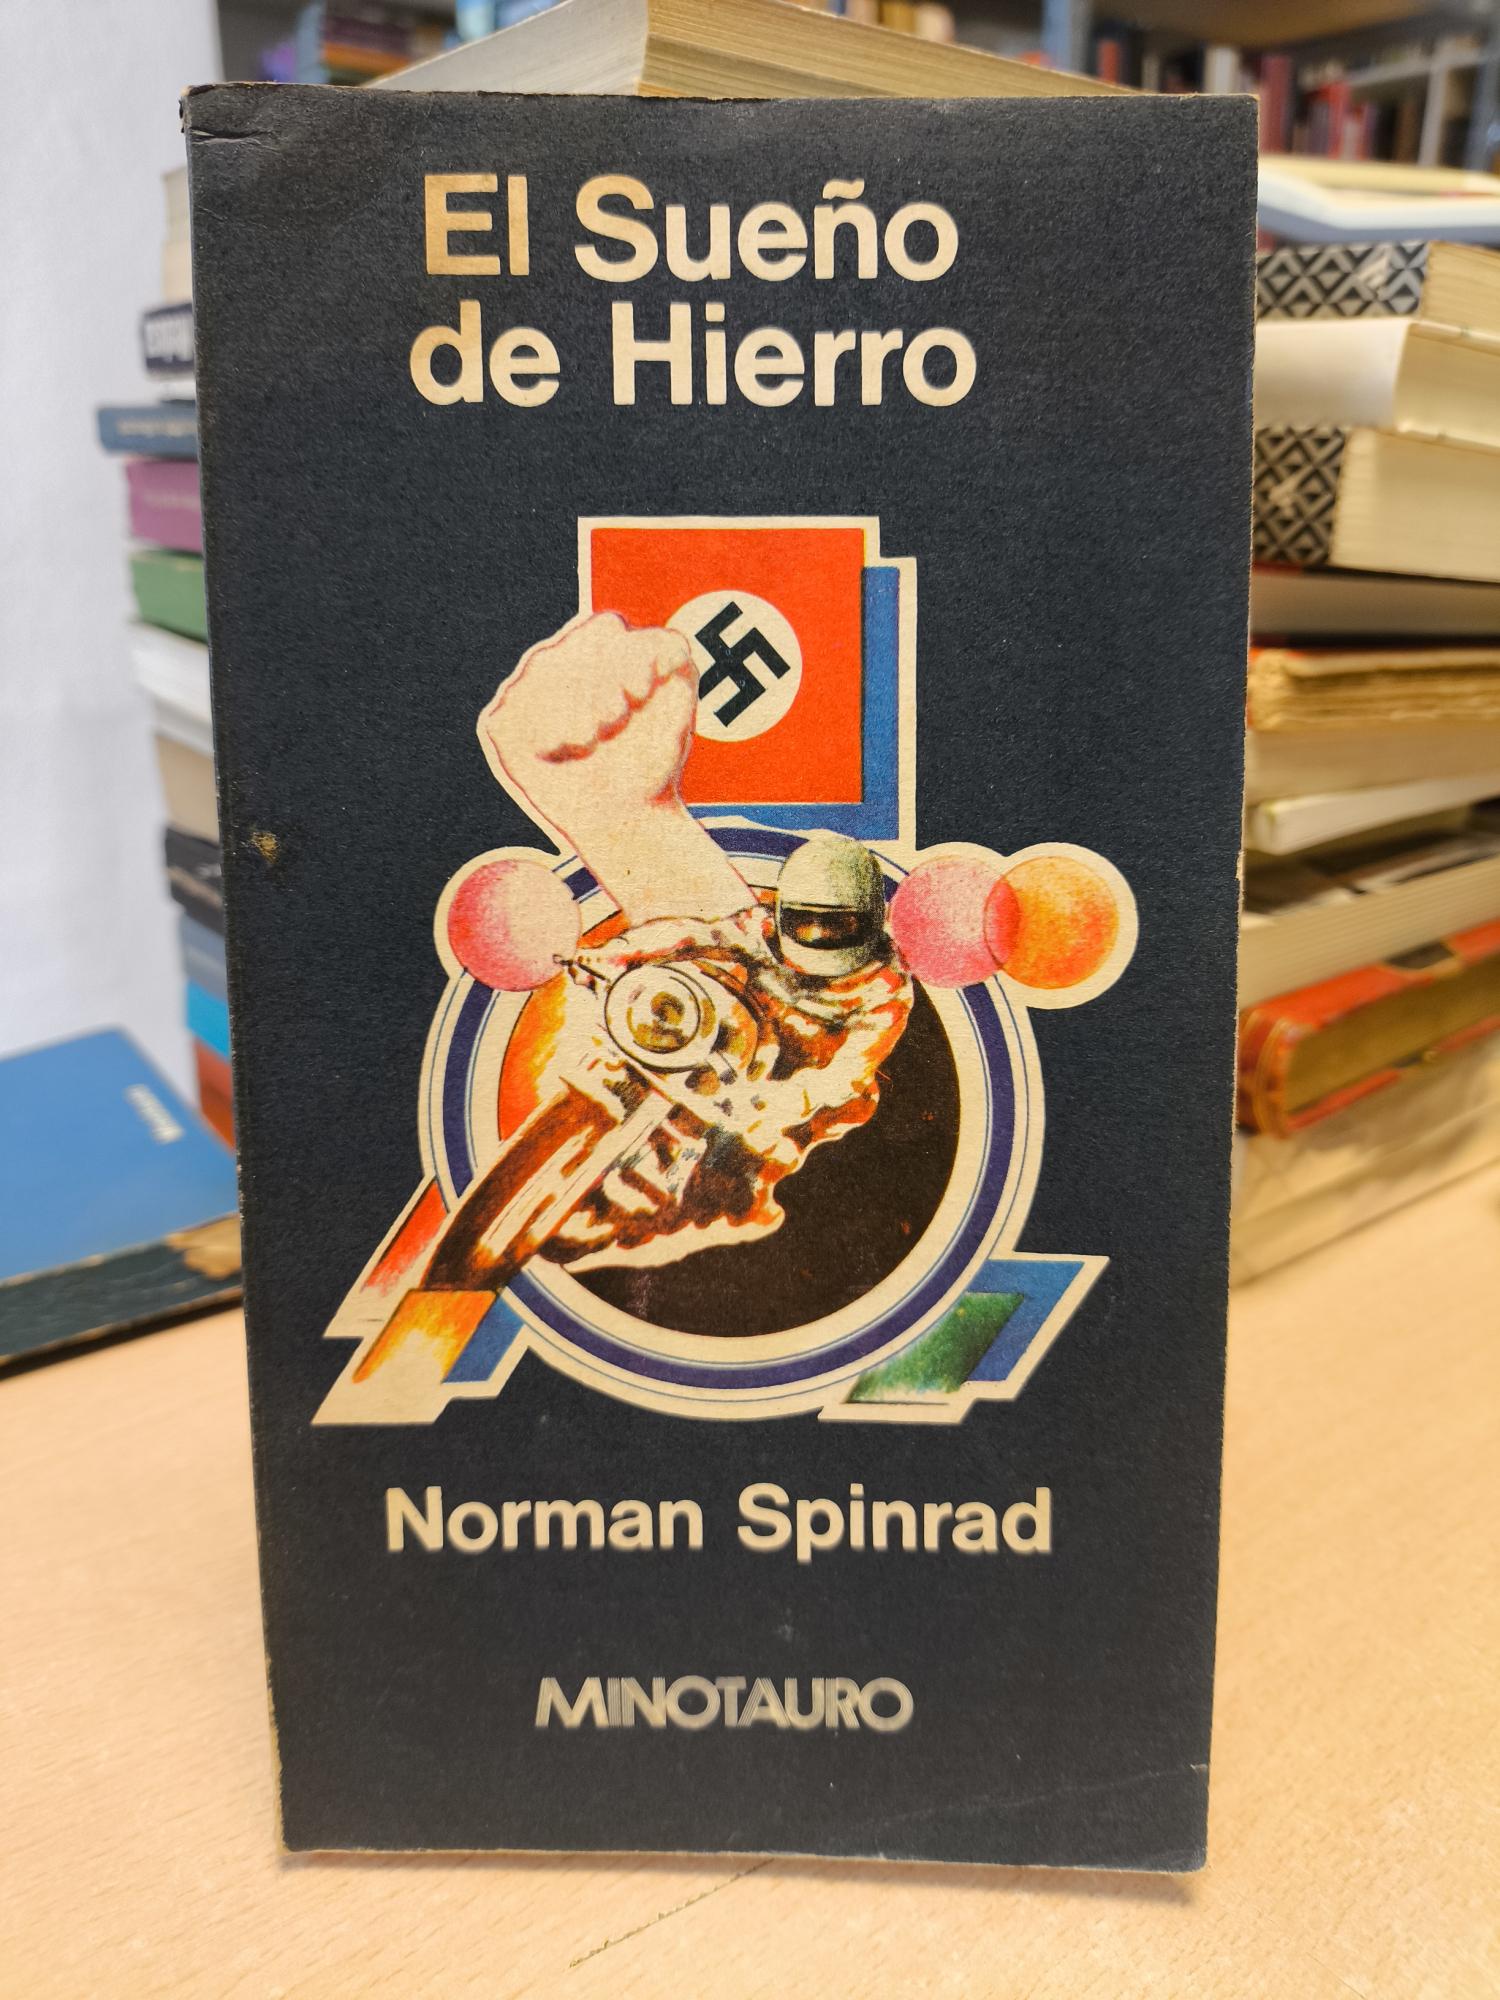 El Sueño
de Hierro
Norman Spinrad
MINOTAURO